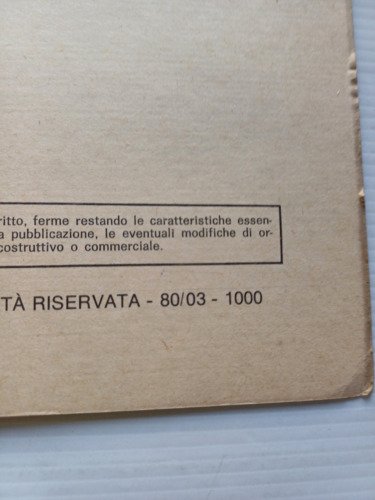 ritto, ferme restando le caratteristiche essen-
a pubblicazione, le eventuali modifiche di or-
costruttivo o commerciale.
TÀ RISERVATA - 80/03 - 1000